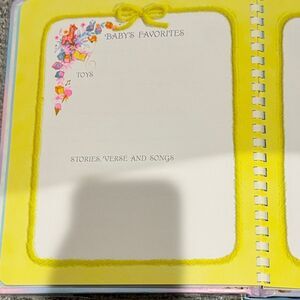 BABY'S FAVORITES
TOYS
STORIES, VERSE AND SONGS